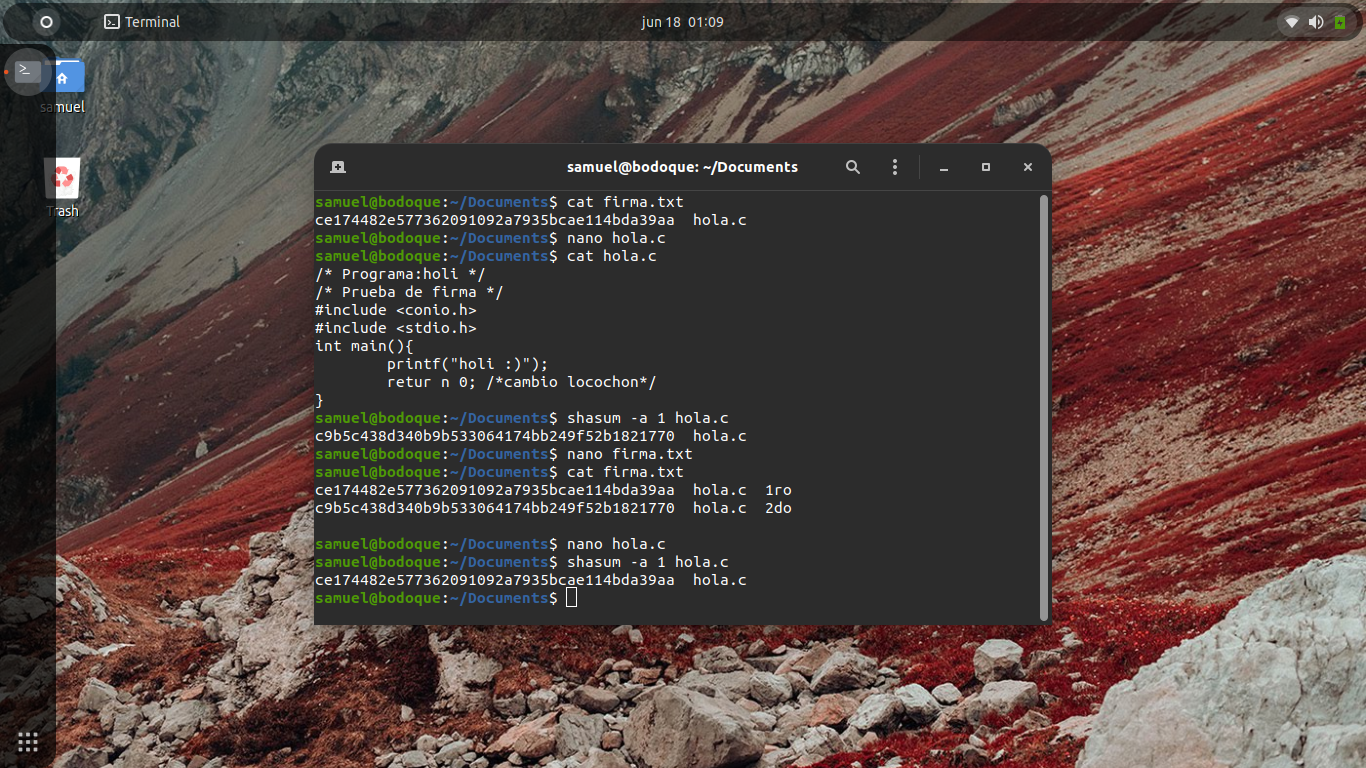 Terminal
jun 18 01:09
samuel
Trash
samuel@bodoque: ~/Documents
samuel@bodoque:~/Documents$ cat firma.txt
ce174482e577362091092a7935bcae114bda39aa  hola.c
samuel@bodoque:~/Documents$ nano hola.c
samuel@bodoque:~/Documents$ cat hola.c
/* Programa:holi */
/* Prueba de firma */
#include <conio.h>
#include <stdio.h>
int main(){
        printf("holi :)");
        retur n 0; /*cambio locochon*/
}
samuel@bodoque:~/Documents$ shasum -a 1 hola.c
c9b5c438d340b9b533064174bb249f52b1821770  hola.c
samuel@bodoque:~/Documents$ nano firma.txt
samuel@bodoque:~/Documents$ cat firma.txt
ce174482e577362091092a7935bcae114bda39aa  hola.c  1ro
c9b5c438d340b9b533064174bb249f52b1821770  hola.c  2do
samuel@bodoque:~/Documents$ nano hola.c
samuel@bodoque:~/Documents$ shasum -a 1 hola.c
ce174482e577362091092a7935bcae114bda39aa  hola.c
samuel@bodoque:~/Documents$